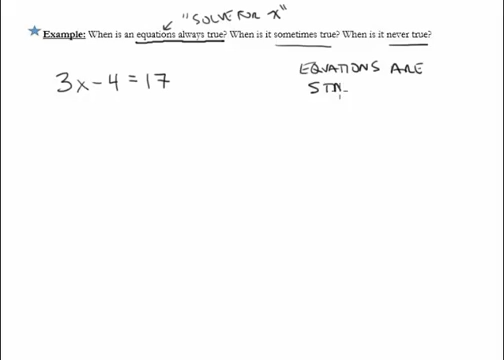 "SOLVE FOR X"
Example: When is an equations always true? When is it sometimes true? When is it never true?
3x - 4 = 17
EQUATIONS ARE